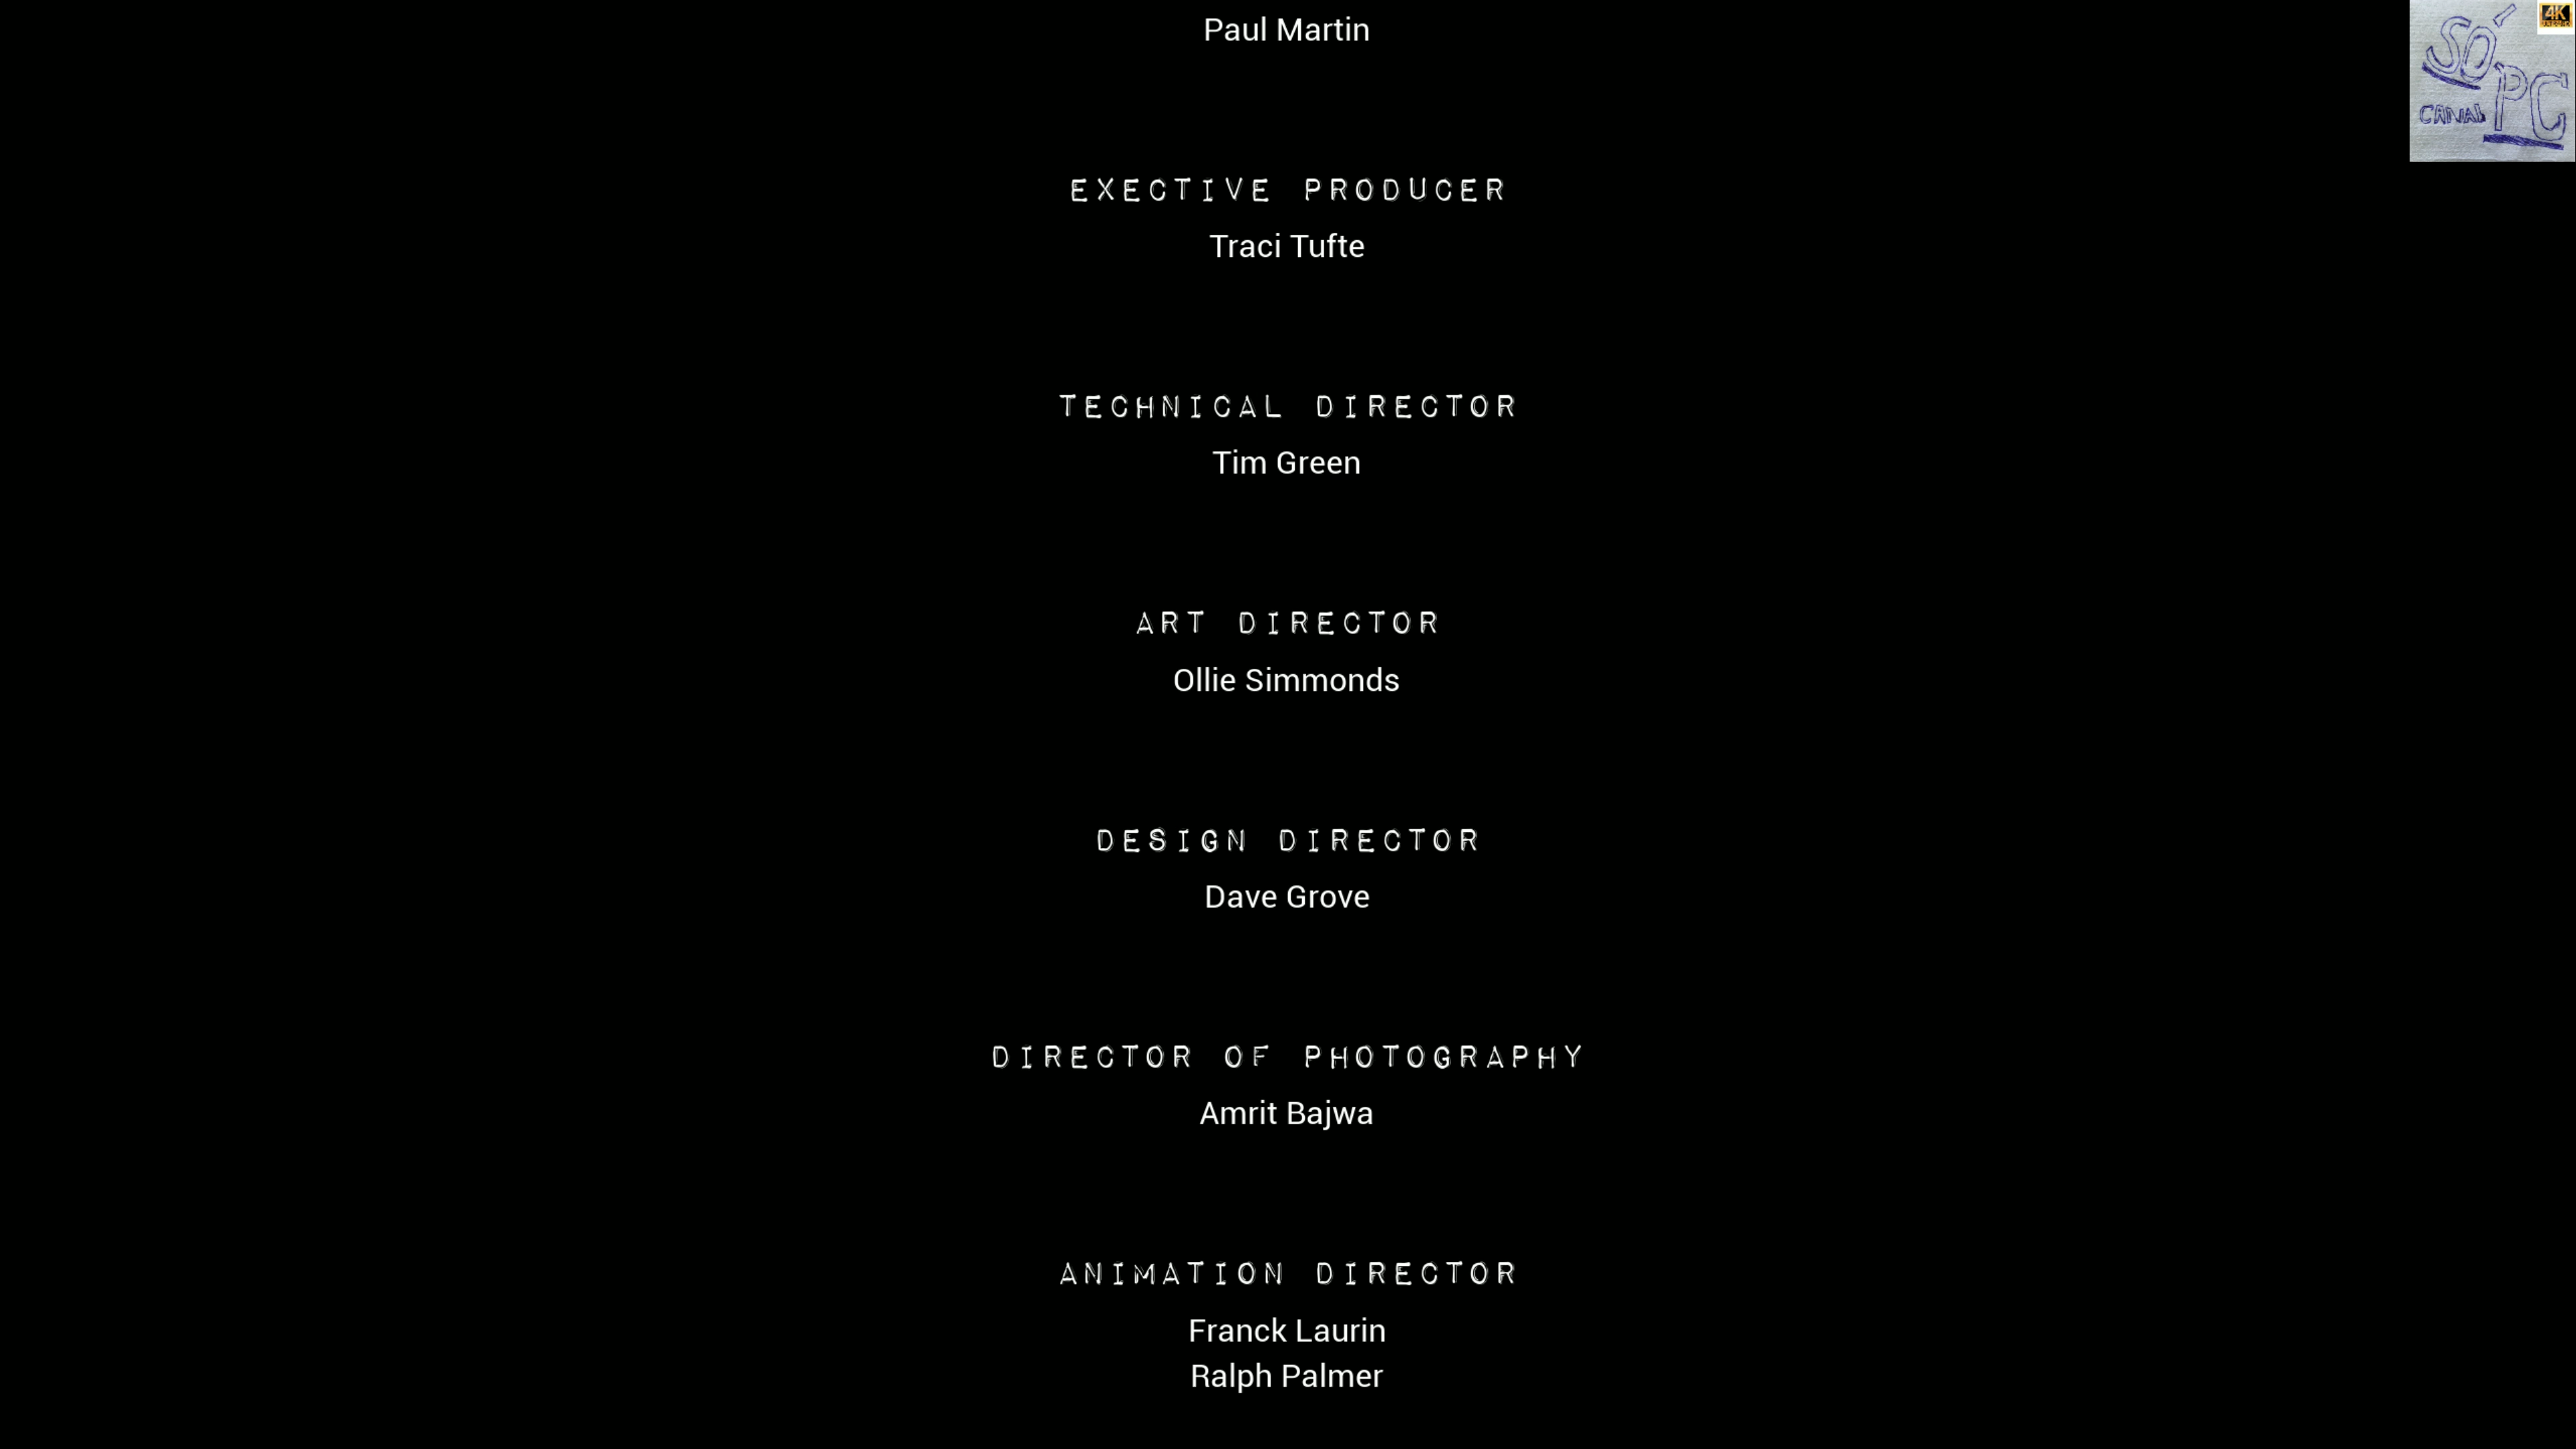 Paul Martin
4K
SÓ
PC
CANAL
EXECTIVE PRODUCER
Traci Tufte
TECHNICAL DIRECTOR
Tim Green
ART DIRECTOR
Ollie Simmonds
DESIGN DIRECTOR
Dave Grove
DIRECTOR OF PHOTOGRAPHY
Amrit Bajwa
ANIMATION DIRECTOR
Franck Laurin
Ralph Palmer